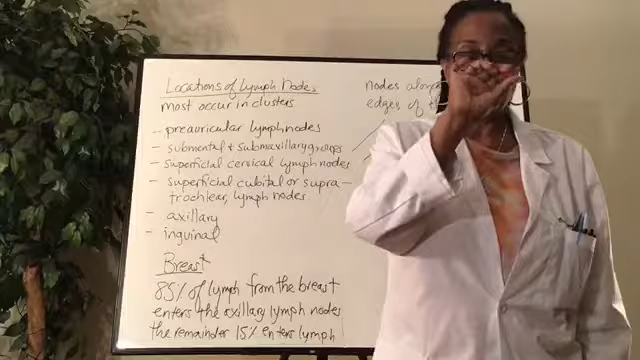 Locations of Lymph Nodes
most occur in clusters
- preauricular lymph nodes
- submental & submaxillary groups
- superficial cervical lymph nodes
- superficial cubital or supra-
trochlear, lymph nodes
- axillary
- inguinal
Breast
85% of lymph from the breast
enters the axillary lymph nodes
the remainder 15% enters lymph
nodes along
edges of